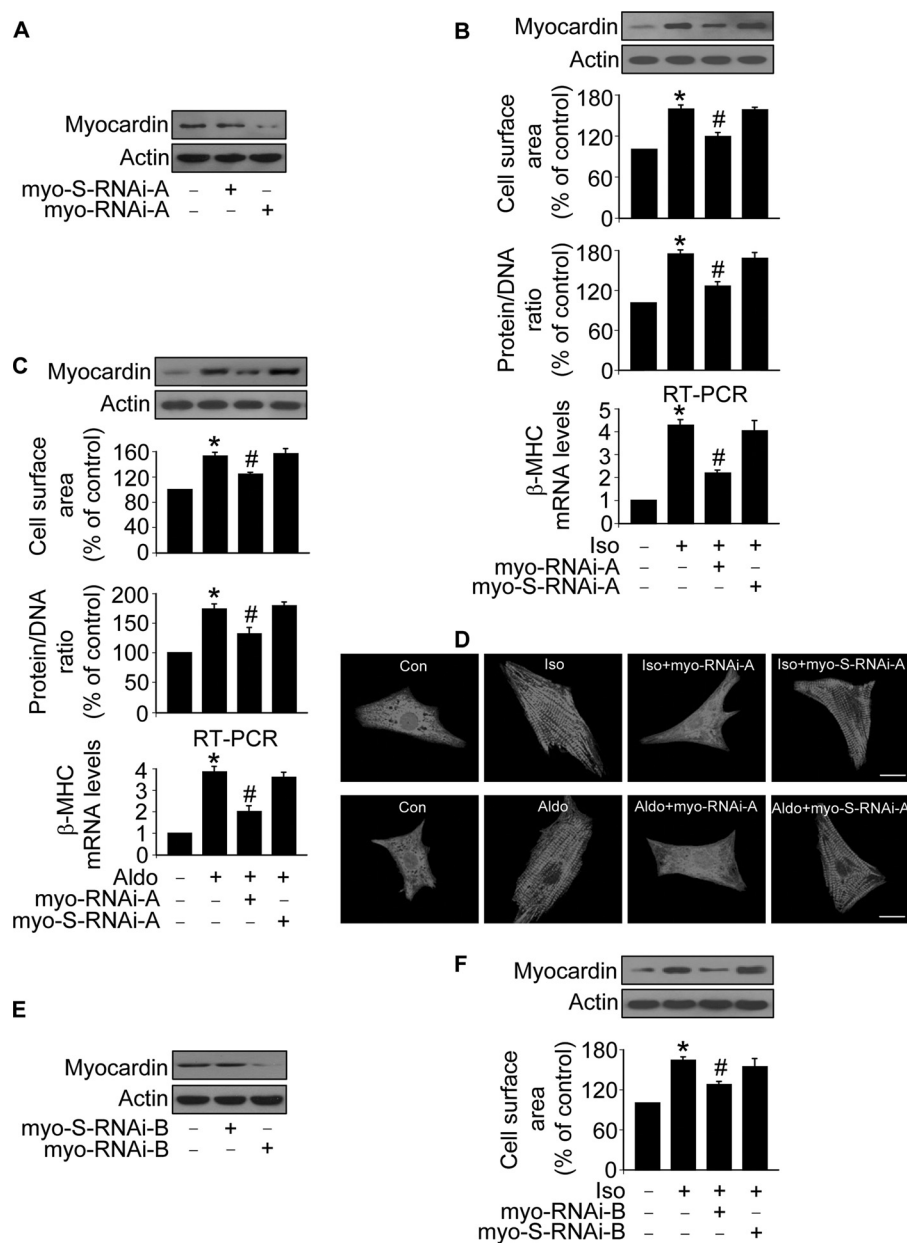 A
Myocardin
Actin
myo-S-RNAi-A – + –
myo-RNAi-A – – +
B
Myocardin
Actin
Cell surface area (% of control)
180
120
60
0
* #
Protein/DNA ratio (% of control)
180
120
60
0
* #
RT-PCR
β-MHC mRNA levels
5
4
3
2
1
0
* #
Iso – + + +
myo-RNAi-A – – + –
myo-S-RNAi-A – – – +
C
Myocardin
Actin
Cell surface area (% of control)
160
120
80
40
0
* #
Protein/DNA ratio (% of control)
200
150
100
50
0
* #
RT-PCR
β-MHC mRNA levels
4
3
2
1
0
* #
Aldo – + + +
myo-RNAi-A – – + –
myo-S-RNAi-A – – – +
D
Con Iso Iso+myo-RNAi-A Iso+myo-S-RNAi-A
Con Aldo Aldo+myo-RNAi-A Aldo+myo-S-RNAi-A
E
Myocardin
Actin
myo-S-RNAi-B – + –
myo-RNAi-B – – +
F
Myocardin
Actin
Cell surface area (% of control)
180
120
60
0
* #
Iso – + + +
myo-RNAi-B – – + –
myo-S-RNAi-B – – – +